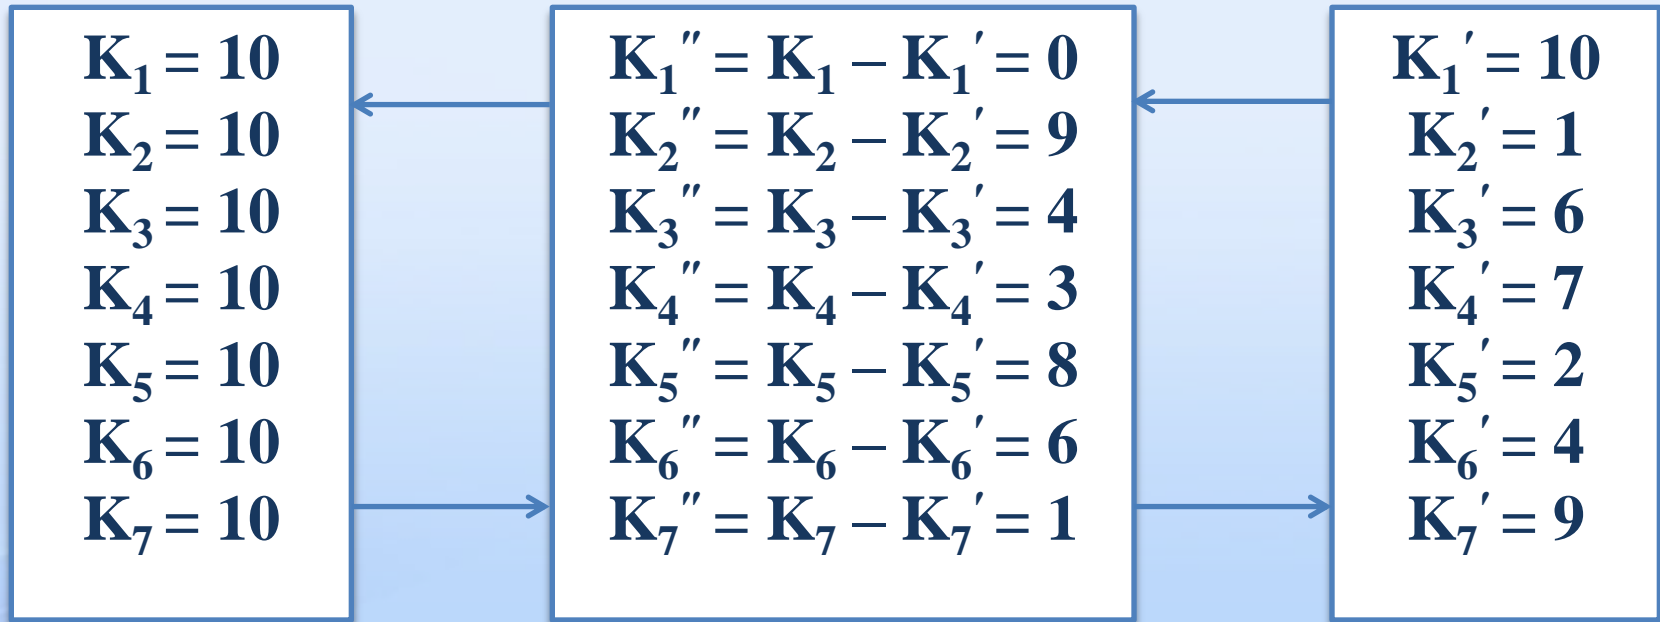 K₁ = 10
K₂ = 10
K₃ = 10
K₄ = 10
K₅ = 10
K₆ = 10
K₇ = 10
K₁″ = K₁ – K₁′ = 0
K₂″ = K₂ – K₂′ = 9
K₃″ = K₃ – K₃′ = 4
K₄″ = K₄ – K₄′ = 3
K₅″ = K₅ – K₅′ = 8
K₆″ = K₆ – K₆′ = 6
K₇″ = K₇ – K₇′ = 1
K₁′ = 10
K₂′ = 1
K₃′ = 6
K₄′ = 7
K₅′ = 2
K₆′ = 4
K₇′ = 9